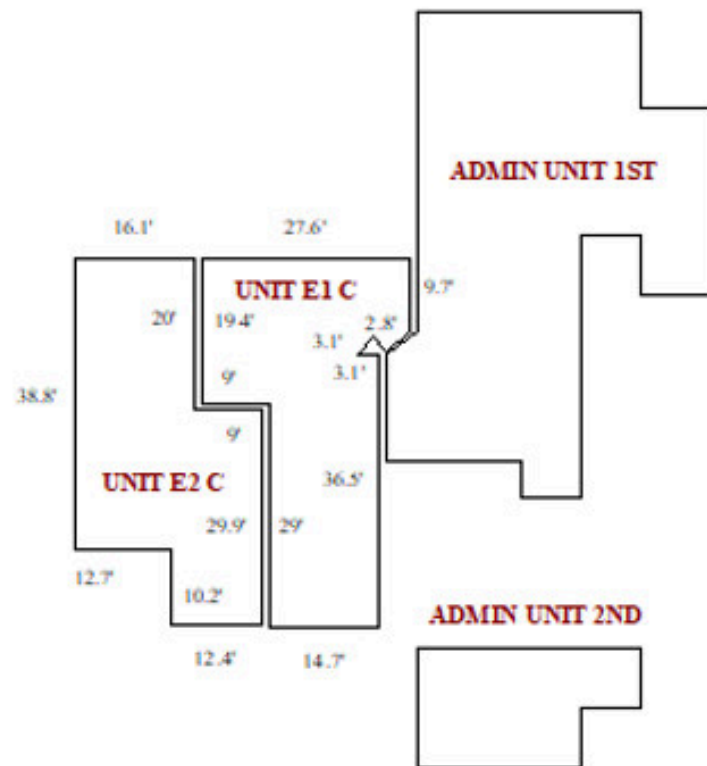 ADMIN UNIT 1ST
16.1' 27.6'
UNIT E1 C
9.7'
20' 19.4' 2.8'
3.1'
3.1'
9'
38.8'
9'
UNIT E2 C 36.5'
29.9' 29'
12.7'
10.2'
ADMIN UNIT 2ND
12.4' 14.7'